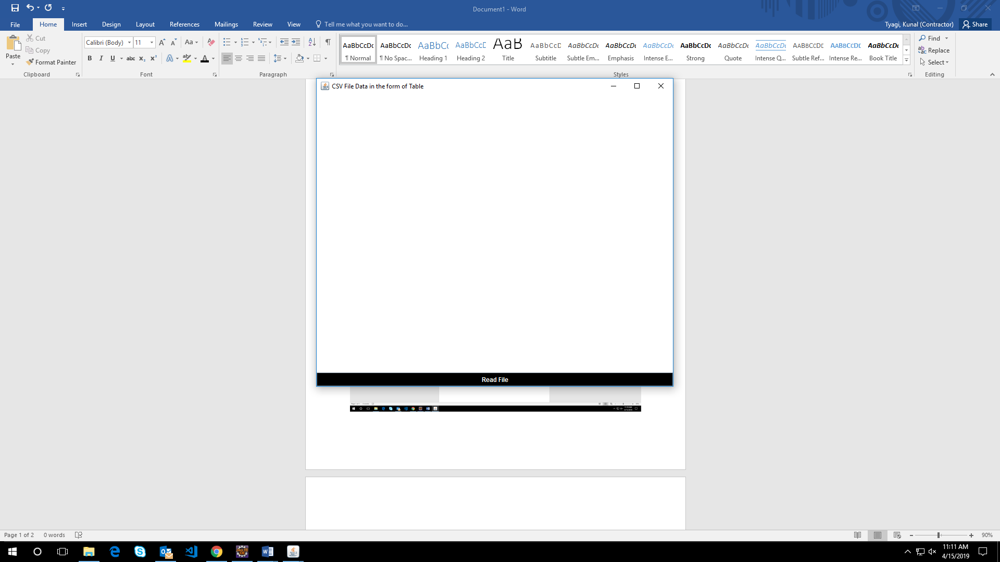 Document1 - Word
File Home Insert Design Layout References Mailings Review View Tell me what you want to do... Tyagi, Kunal (Contractor) Share
Paste
Cut
Copy
Format Painter
Clipboard
Calibri (Body) 11
Font
Paragraph
AaBbCcDc AaBbCcDc AaBbCc AaBbCcD AaB AaBbCcD AaBbCcDc AaBbCcDc AaBbCcDc AaBbCcDc AaBbCcDc AaBbCcDc AABBCCDE AABBCCDE AaBbCcDc
¶ Normal ¶ No Spac... Heading 1 Heading 2 Title Subtitle Subtle Em... Emphasis Intense E... Strong Quote Intense Q... Subtle Ref... Intense Re... Book Title
Styles
Find
Replace
Select
Editing
CSV File Data in the form of Table
Read File
Page 1 of 2 0 words 90%
11:11 AM
4/15/2019